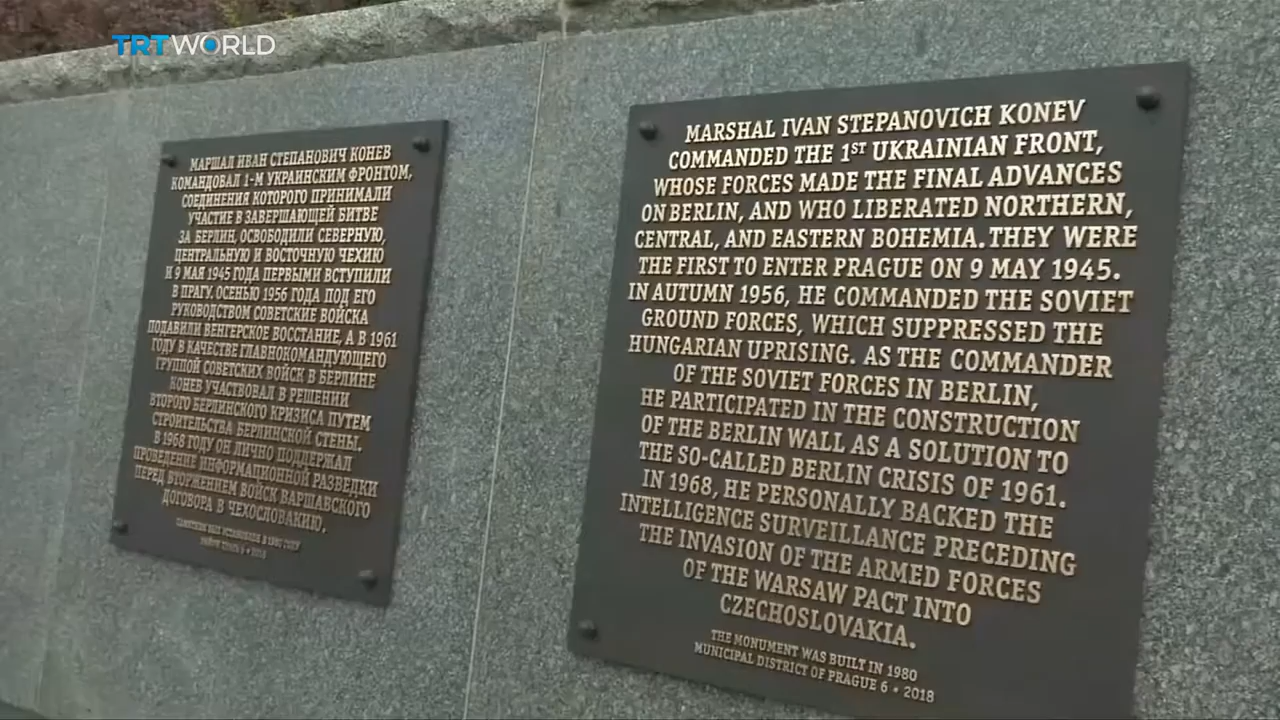 TRT WORLD
МАРШАЛ ИВАН СТЕПАНОВИЧ КОНЕВ
КОМАНДОВАЛ 1-М УКРАИНСКИМ ФРОНТОМ,
СОЕДИНЕНИЯ КОТОРОГО ПРИНИМАЛИ
УЧАСТИЕ В ЗАВЕРШАЮЩЕЙ БИТВЕ
ЗА БЕРЛИН, ОСВОБОДИЛИ СЕВЕРНУЮ,
ЦЕНТРАЛЬНУЮ И ВОСТОЧНУЮ ЧЕХИЮ
И 9 МАЯ 1945 ГОДА ПЕРВЫМИ ВСТУПИЛИ
В ПРАГУ. ОСЕНЬЮ 1956 ГОДА ПОД ЕГО
РУКОВОДСТВОМ СОВЕТСКИЕ ВОЙСКА
ПОДАВИЛИ ВЕНГЕРСКОЕ ВОССТАНИЕ, А В 1961
ГОДУ В КАЧЕСТВЕ ГЛАВНОКОМАНДУЮЩЕГО
ГРУППОЙ СОВЕТСКИХ ВОЙСК В БЕРЛИНЕ
КОНЕВ УЧАСТВОВАЛ В РЕШЕНИИ
ВТОРОГО БЕРЛИНСКОГО КРИЗИСА ПУТЕМ
СТРОИТЕЛЬСТВА БЕРЛИНСКОЙ СТЕНЫ.
В 1968 ГОДУ ОН ЛИЧНО ПОДДЕРЖАЛ
ПРОВЕДЕНИЕ ИНФОРМАЦИОННОЙ РАЗВЕДКИ
ПЕРЕД ВТОРЖЕНИЕМ ВОЙСК ВАРШАВСКОГО
ДОГОВОРА В ЧЕХОСЛОВАКИЮ.
MARSHAL IVAN STEPANOVICH KONEV
COMMANDED THE 1ST UKRAINIAN FRONT,
WHOSE FORCES MADE THE FINAL ADVANCES
ON BERLIN, AND WHO LIBERATED NORTHERN,
CENTRAL, AND EASTERN BOHEMIA. THEY WERE
THE FIRST TO ENTER PRAGUE ON 9 MAY 1945.
IN AUTUMN 1956, HE COMMANDED THE SOVIET
GROUND FORCES, WHICH SUPPRESSED THE
HUNGARIAN UPRISING. AS THE COMMANDER
OF THE SOVIET FORCES IN BERLIN,
HE PARTICIPATED IN THE CONSTRUCTION
OF THE BERLIN WALL AS A SOLUTION TO
THE SO-CALLED BERLIN CRISIS OF 1961.
IN 1968, HE PERSONALLY BACKED THE
INTELLIGENCE SURVEILLANCE PRECEDING
THE INVASION OF THE ARMED FORCES
OF THE WARSAW PACT INTO
CZECHOSLOVAKIA.
THE MONUMENT WAS BUILT IN 1980
MUNICIPAL DISTRICT OF PRAGUE 6 • 2018